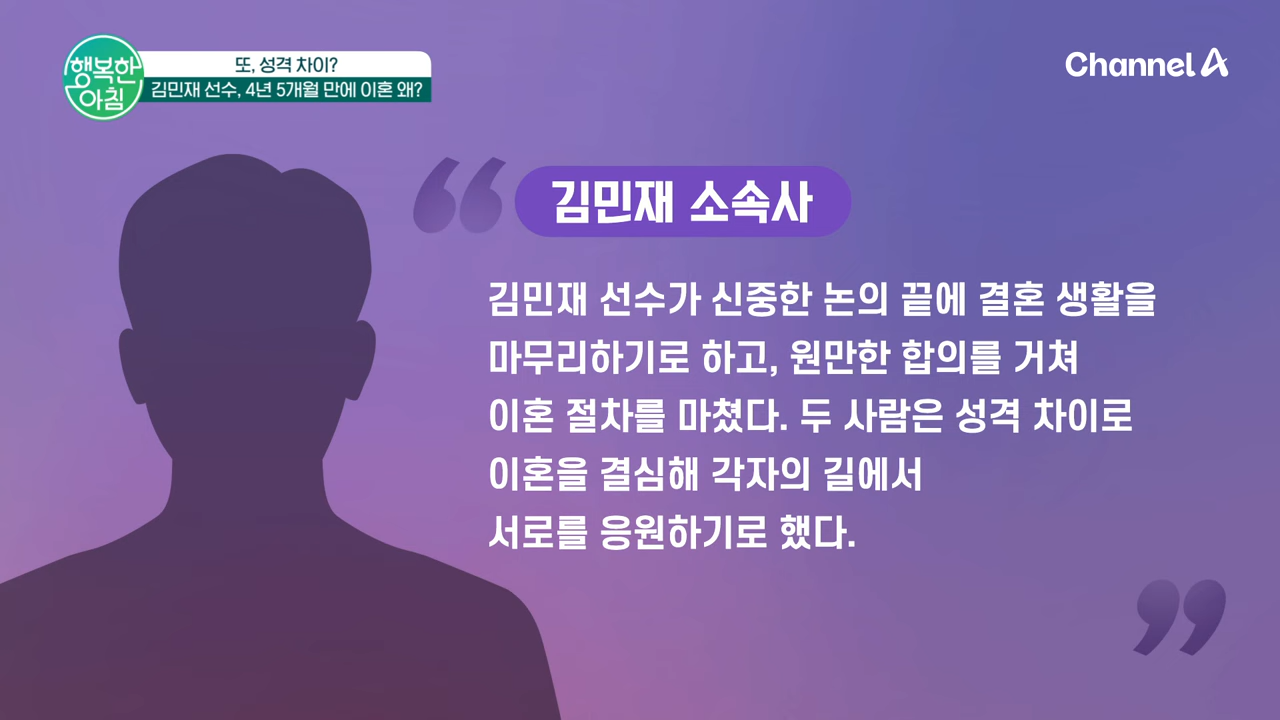 행복한
아침
또, 성격 차이?
김민재 선수, 4년 5개월 만에 이혼 왜?
Channel A
“
김민재 소속사
김민재 선수가 신중한 논의 끝에 결혼 생활을
마무리하기로 하고, 원만한 합의를 거쳐
이혼 절차를 마쳤다. 두 사람은 성격 차이로
이혼을 결심해 각자의 길에서
서로를 응원하기로 했다.
”